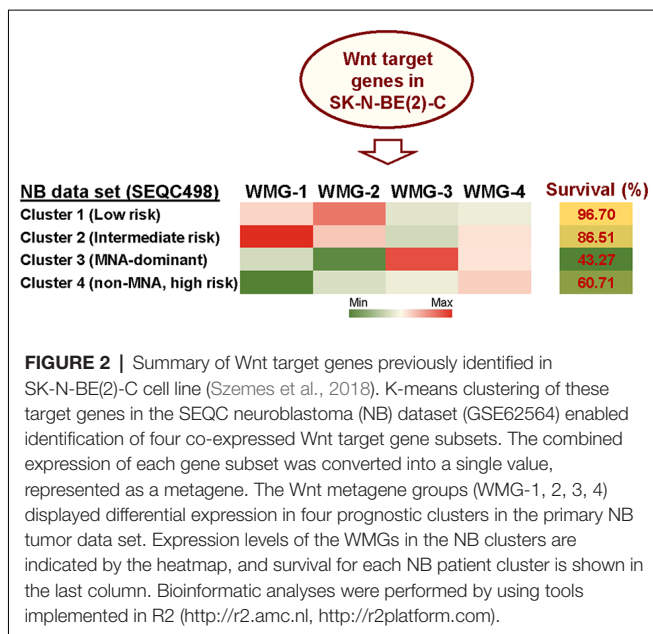 Wnt target
genes in
SK-N-BE(2)-C
NB data set (SEQC498) WMG-1 WMG-2 WMG-3 WMG-4 Survival (%)
Cluster 1 (Low risk) 96.70
Cluster 2 (Intermediate risk) 86.51
Cluster 3 (MNA-dominant) 43.27
Cluster 4 (non-MNA, high risk) 60.71
Min Max
FIGURE 2 | Summary of Wnt target genes previously identified in
SK-N-BE(2)-C cell line (Szemes et al., 2018). K-means clustering of these
target genes in the SEQC neuroblastoma (NB) dataset (GSE62564) enabled
identification of four co-expressed Wnt target gene subsets. The combined
expression of each gene subset was converted into a single value,
represented as a metagene. The Wnt metagene groups (WMG-1, 2, 3, 4)
displayed differential expression in four prognostic clusters in the primary NB
tumor data set. Expression levels of the WMGs in the NB clusters are
indicated by the heatmap, and survival for each NB patient cluster is shown in
the last column. Bioinformatic analyses were performed by using tools
implemented in R2 (http://r2.amc.nl, http://r2platform.com).